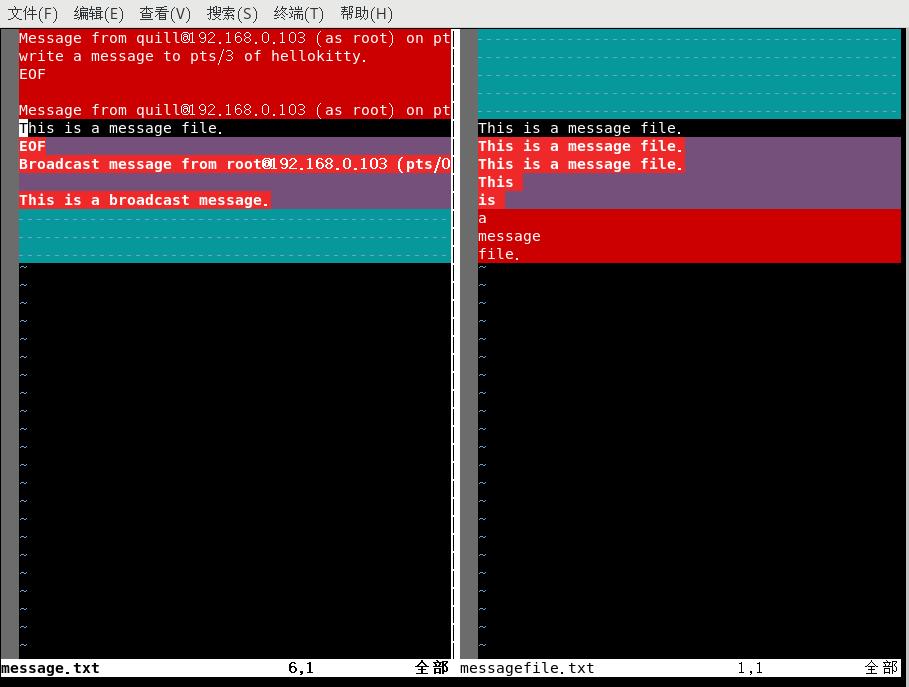 文件(F) 编辑(E) 查看(V) 搜索(S) 终端(T) 帮助(H)
Message from quill@192.168.0.103 (as root) on pt
write a message to pts/3 of hellokitty.
EOF
Message from quill@192.168.0.103 (as root) on pt
This is a message file.
EOF
Broadcast message from root@192.168.0.103 (pts/0
This is a broadcast message.
message.txt 6,1 全部
This is a message file.
This is a message file.
This is a message file.
This
is
a
message
file.
messagefile.txt 1,1 全部